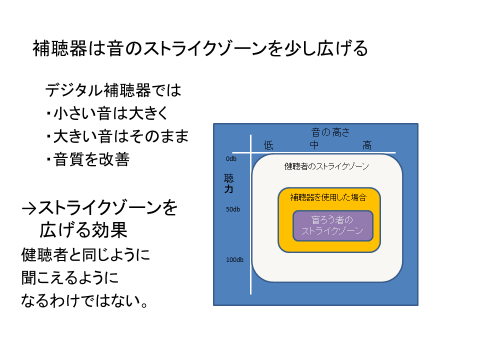 補聴器は音のストライクゾーンを少し広げる
デジタル補聴器では
・小さい音は大きく
・大きい音はそのまま
・音質を改善
→ストライクゾーンを
広げる効果
健聴者と同じように
聞こえるように
なるわけではない。
音の高さ
低 中 高
0db
聴力
50db
100db
健聴者のストライクゾーン
補聴器を使用した場合
盲ろう者の
ストライクゾーン